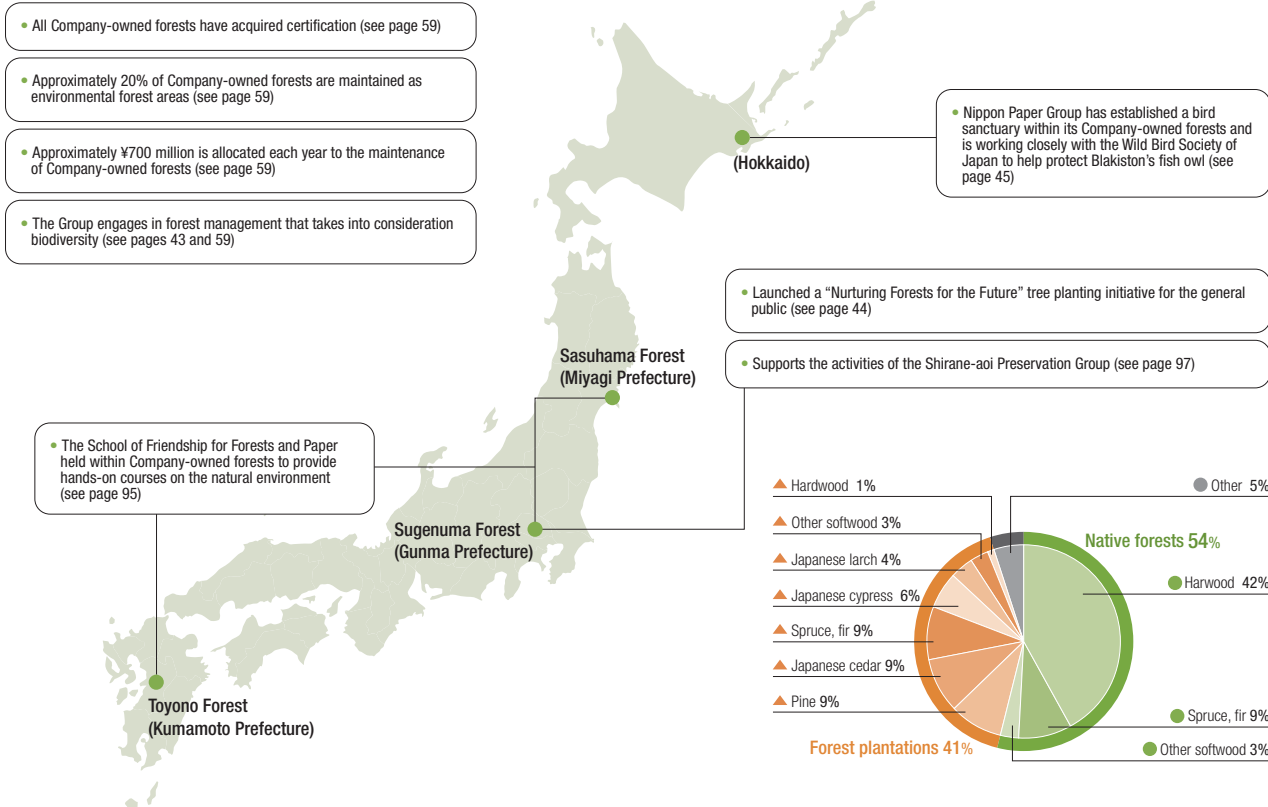 • All Company-owned forests have acquired certification (see page 59)
• Approximately 20% of Company-owned forests are maintained as
environmental forest areas (see page 59)
• Approximately ¥700 million is allocated each year to the maintenance
of Company-owned forests (see page 59)
• The Group engages in forest management that takes into consideration
biodiversity (see pages 43 and 59)
• Nippon Paper Group has established a bird
sanctuary within its Company-owned forests and
is working closely with the Wild Bird Society of
Japan to help protect Blakiston's fish owl (see
page 45)
(Hokkaido)
• Launched a “Nurturing Forests for the Future” tree planting initiative for the general
public (see page 44)
• Supports the activities of the Shirane-aoi Preservation Group (see page 97)
Sasuhama Forest
(Miyagi Prefecture)
• The School of Friendship for Forests and Paper
held within Company-owned forests to provide
hands-on courses on the natural environment
(see page 95)
Sugenuma Forest
(Gunma Prefecture)
Toyono Forest
(Kumamoto Prefecture)
Hardwood 1%
Other softwood 3%
Japanese larch 4%
Japanese cypress 6%
Spruce, fir 9%
Japanese cedar 9%
Pine 9%
Forest plantations 41%
Other 5%
Native forests 54%
Harwood 42%
Spruce, fir 9%
Other softwood 3%